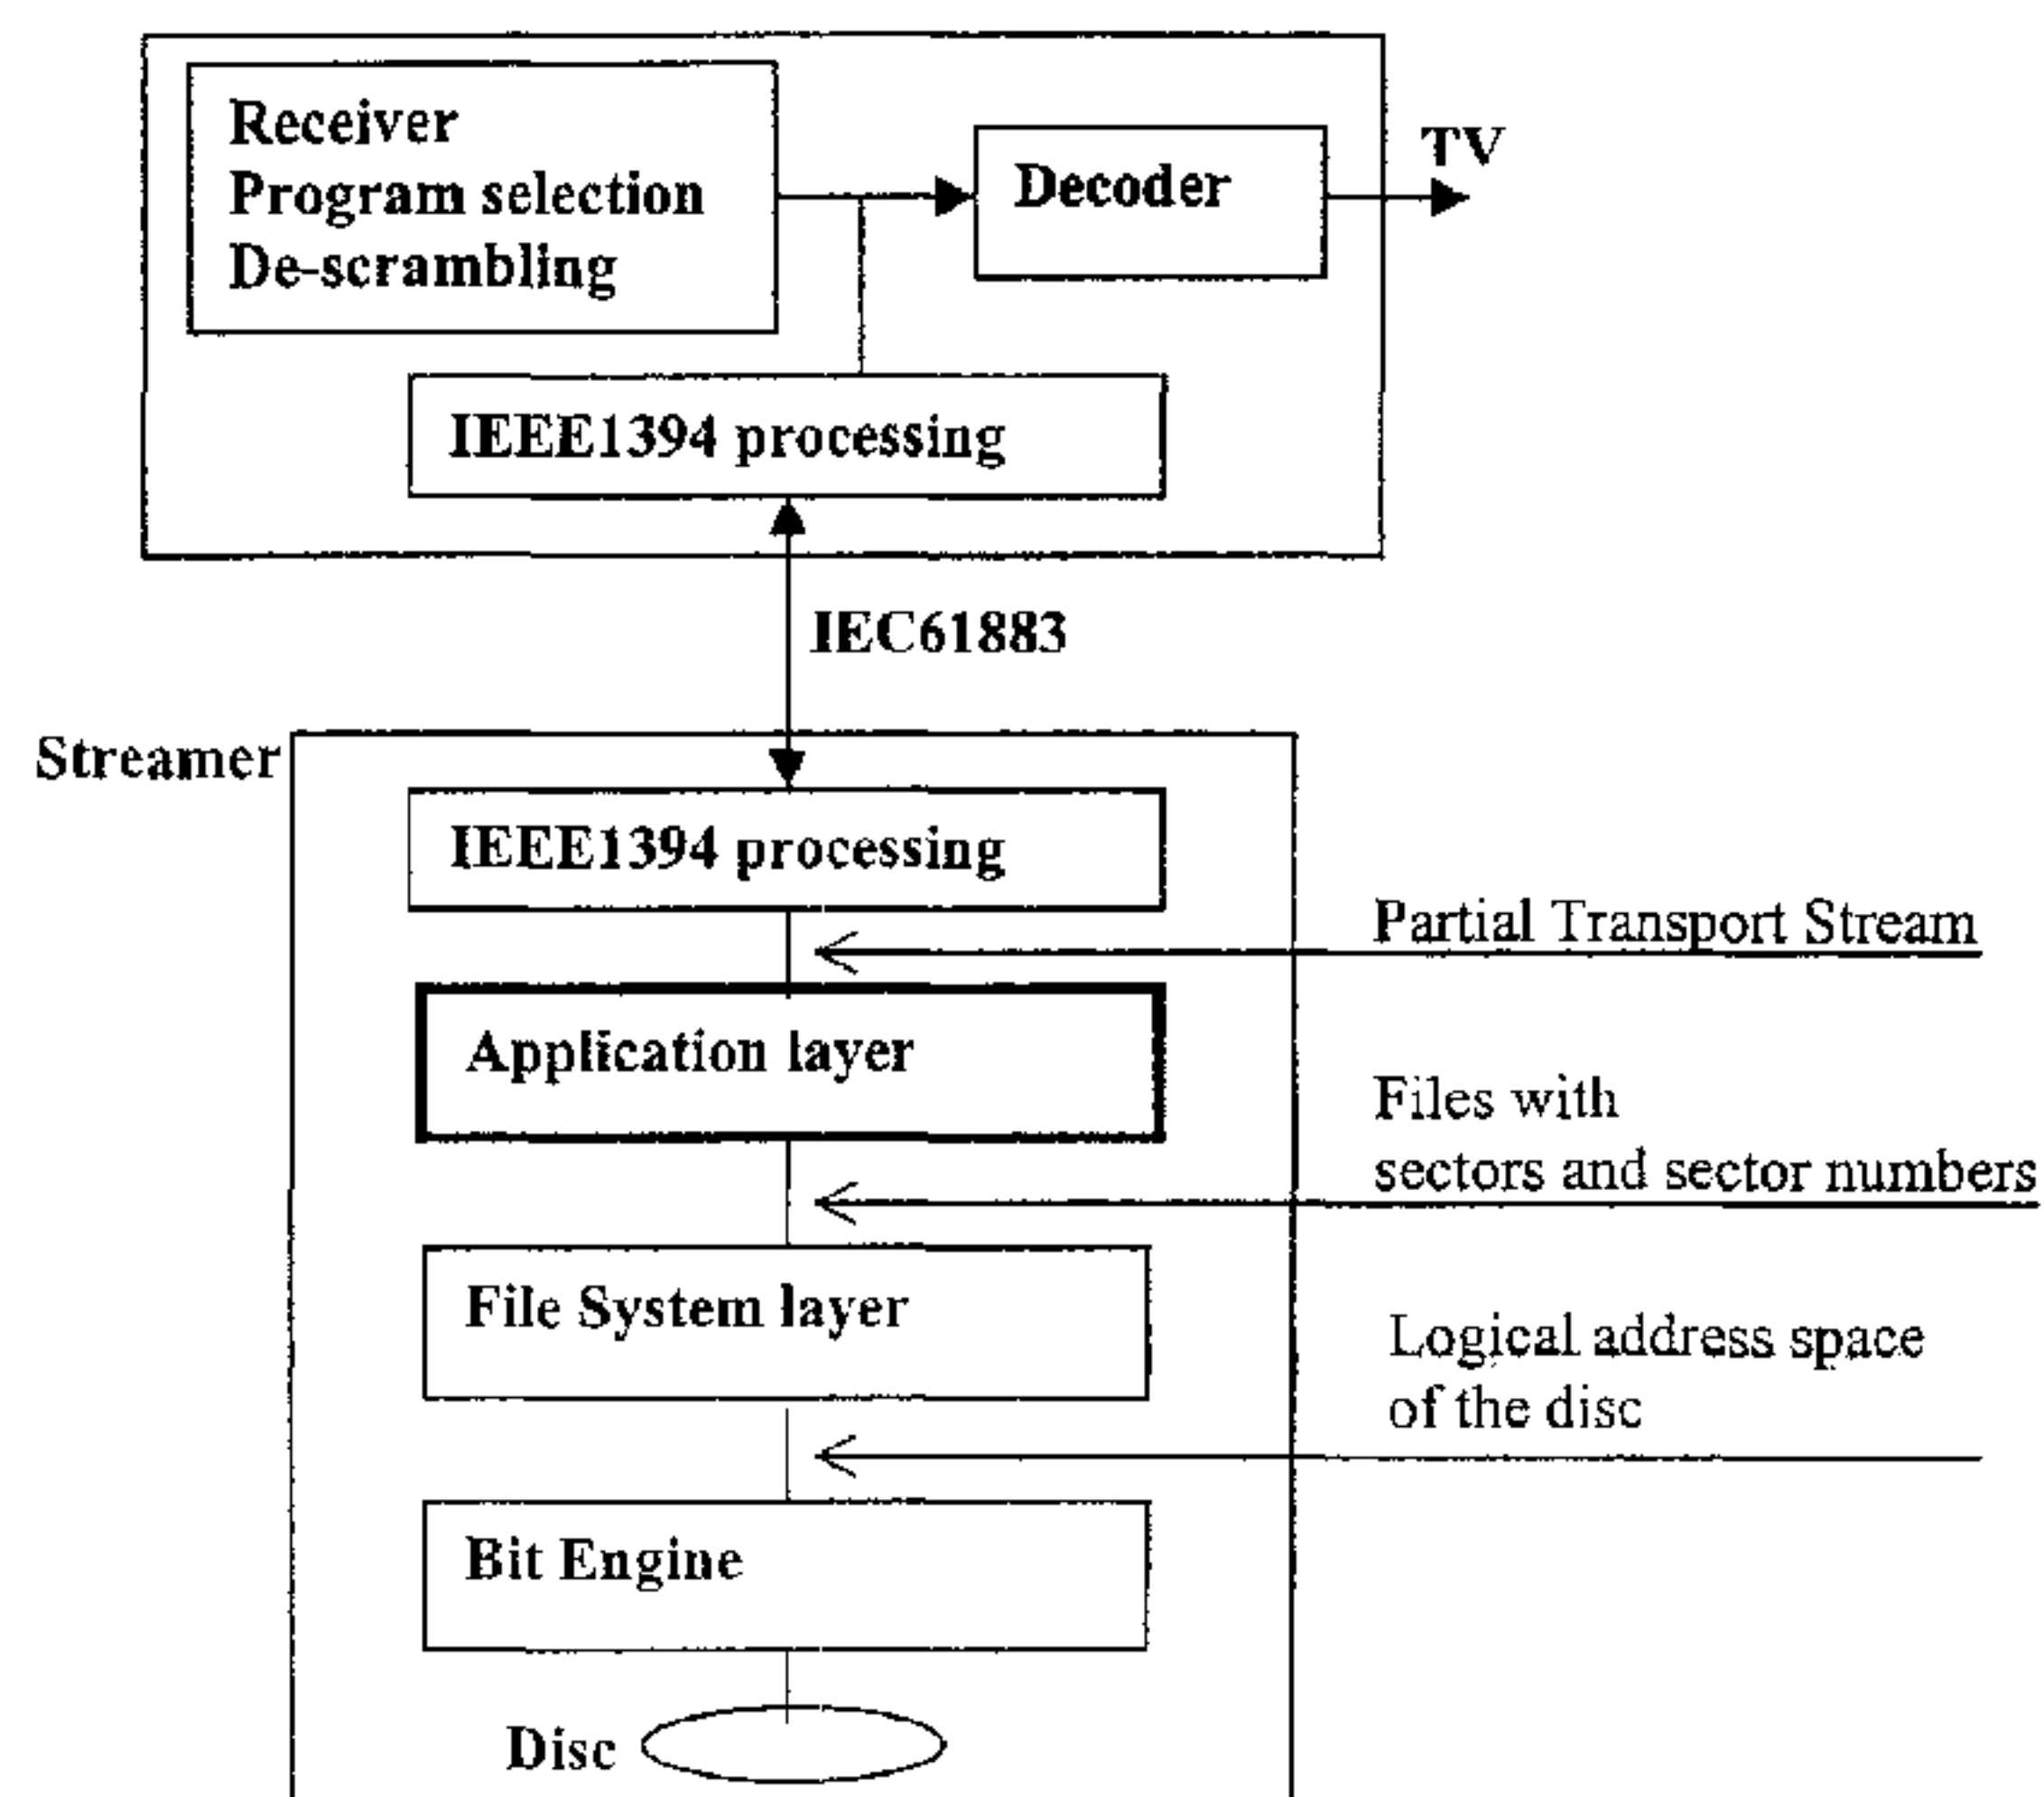 Receiver
Program selection
De-scrambling
Decoder
TV
IEEE1394 processing
IEC61883
Streamer
IEEE1394 processing
Partial Transport Stream
Application layer
Files with
sectors and sector numbers
File System layer
Logical address space
of the disc
Bit Engine
Disc